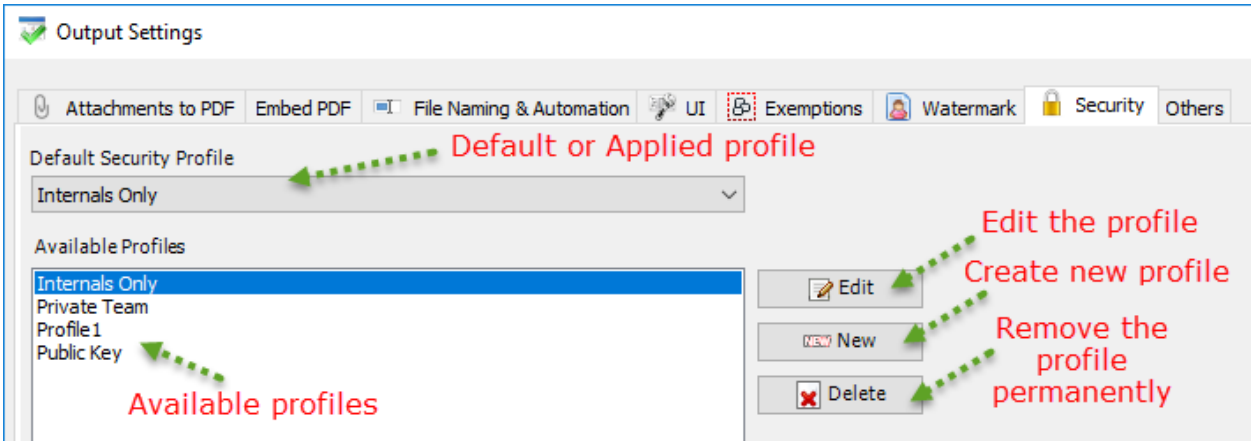 Output Settings
Attachments to PDF Embed PDF File Naming & Automation UI Exemptions Watermark Security Others
Default Security Profile
Default or Applied profile
Internals Only
Available Profiles
Internals Only
Private Team
Profile1
Public Key
Available profiles
Edit the profile
Edit
Create new profile
NEW New
Remove the
profile
permanently
Delete